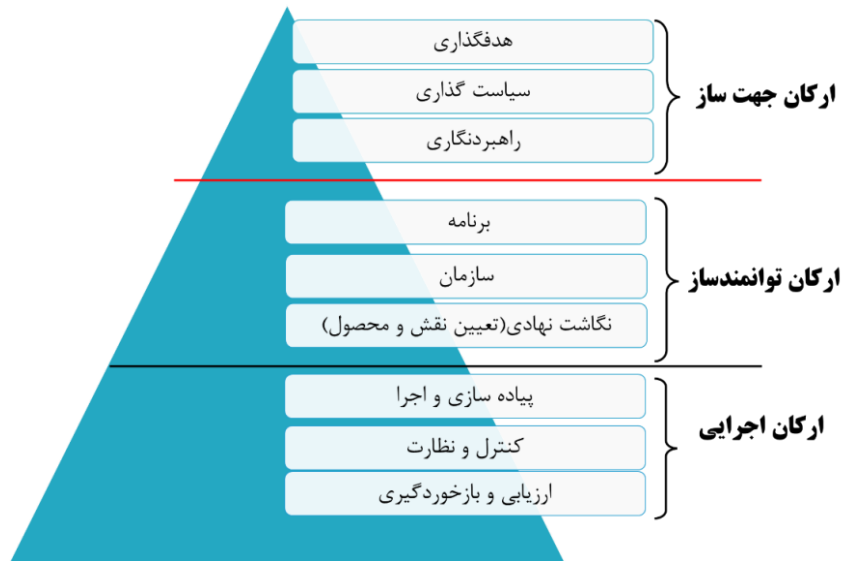 هدفگذاری
سیاست گذاری
راهبردنگاری
ارکان جهت ساز
برنامه
سازمان
نگاشت نهادی(تعیین نقش و محصول)
ارکان توانمندساز
پیاده سازی و اجرا
کنترل و نظارت
ارزیابی و بازخوردگیری
ارکان اجرایی